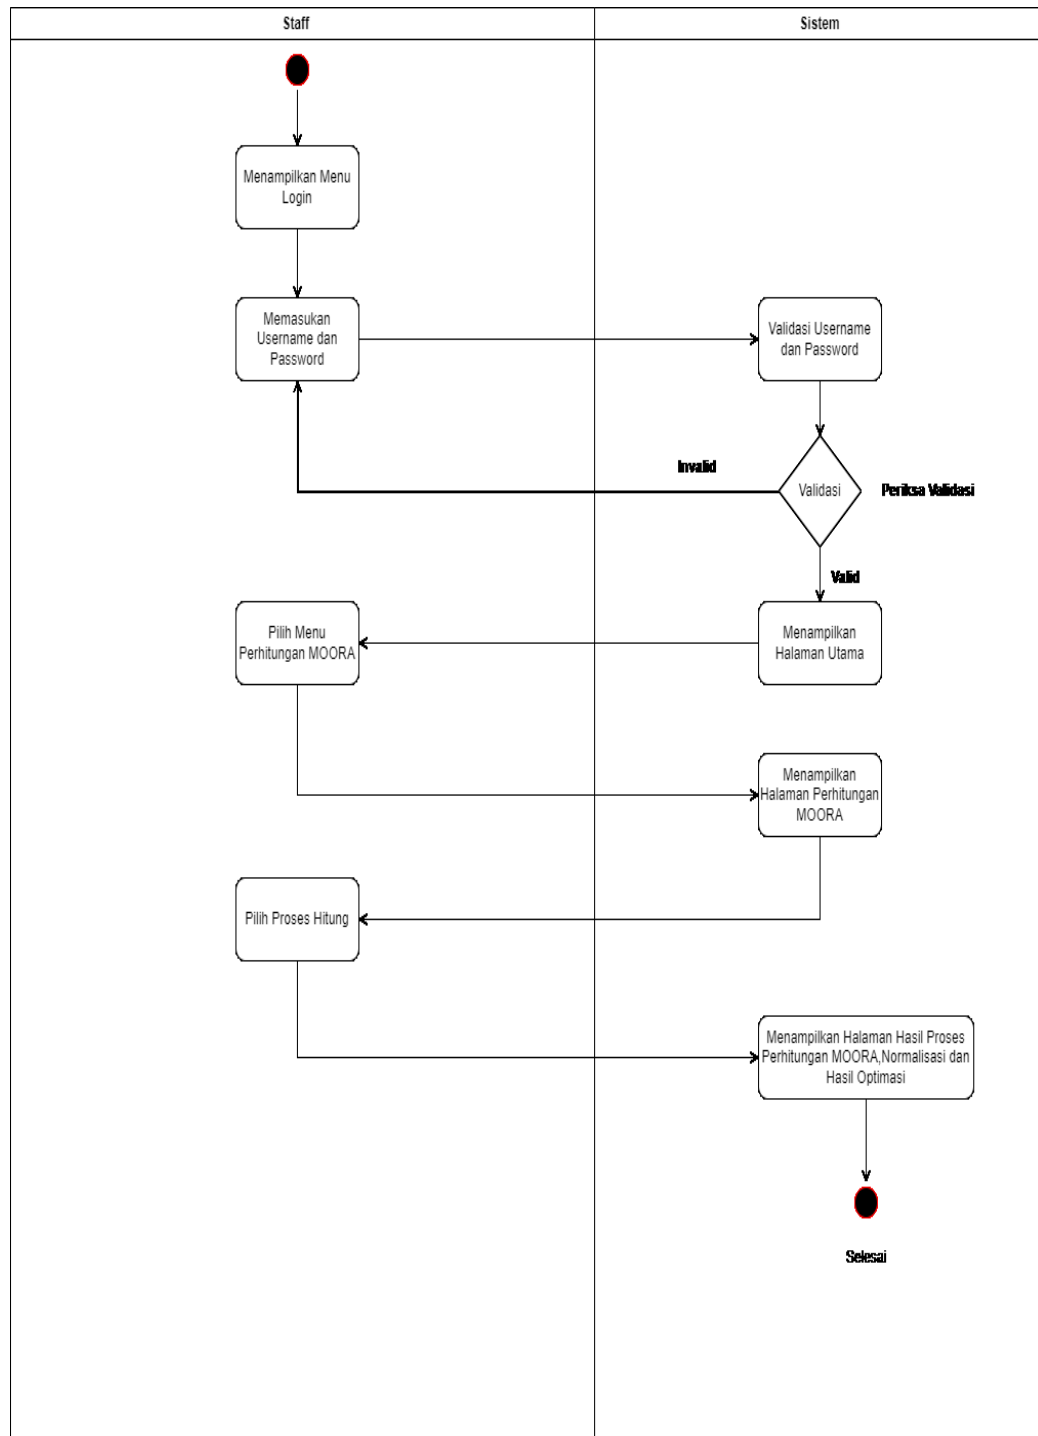 Staff
Sistem
Menampilkan Menu
Login
Memasukan
Username dan
Password
Validasi Username
dan Password
Invalid
Validasi
Periksa Validasi
Valid
Pilih Menu
Perhitungan MOORA
Menampilkan
Halaman Utama
Menampilkan
Halaman Perhitungan
MOORA
Pilih Proses Hitung
Menampilkan Halaman Hasil Proses
Perhitungan MOORA,Normalisasi dan
Hasil Optimasi
Selesai